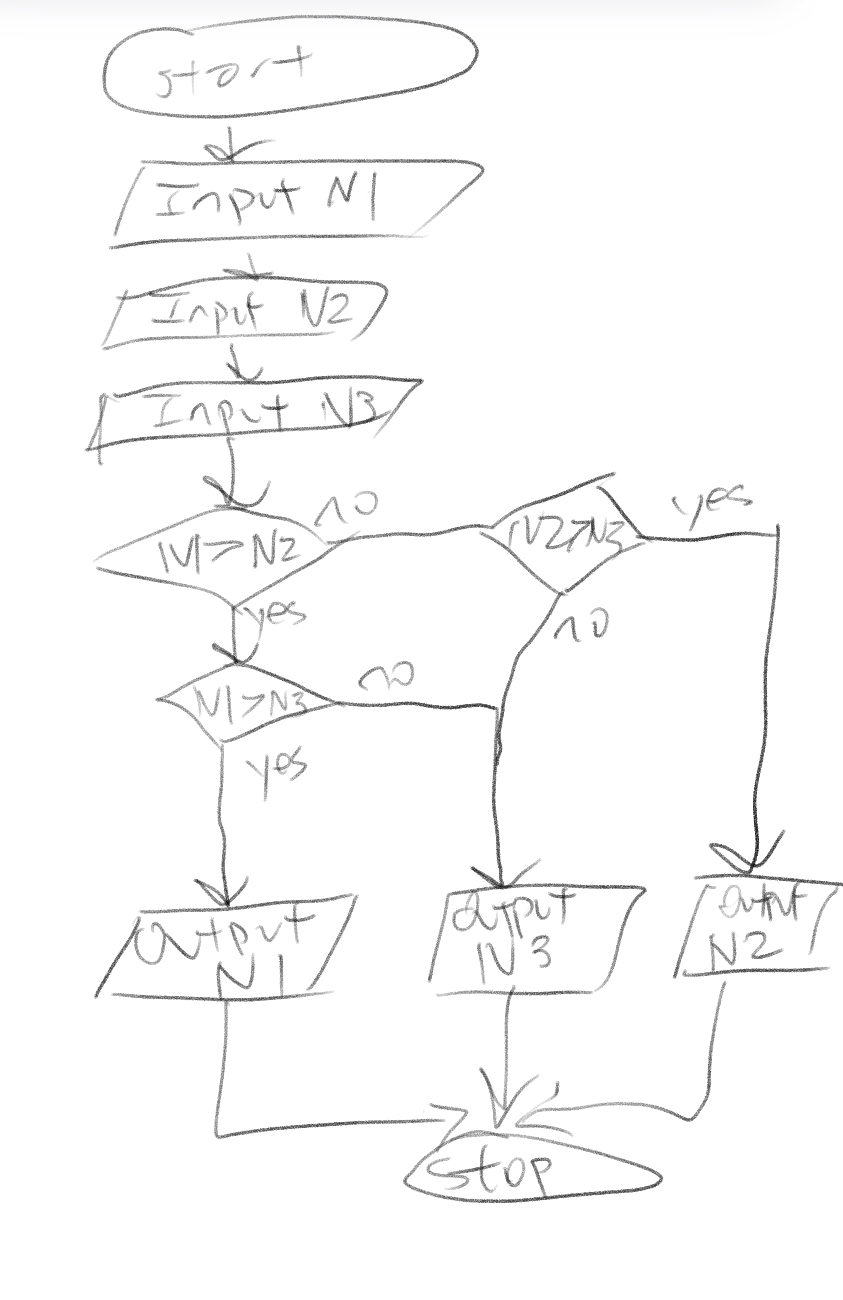 start
Input N1
Input N2
Input N3
N1>N2
no
N2>N3
yes
yes
no
N1>N3
no
yes
output
N1
output
N3
output
N2
stop